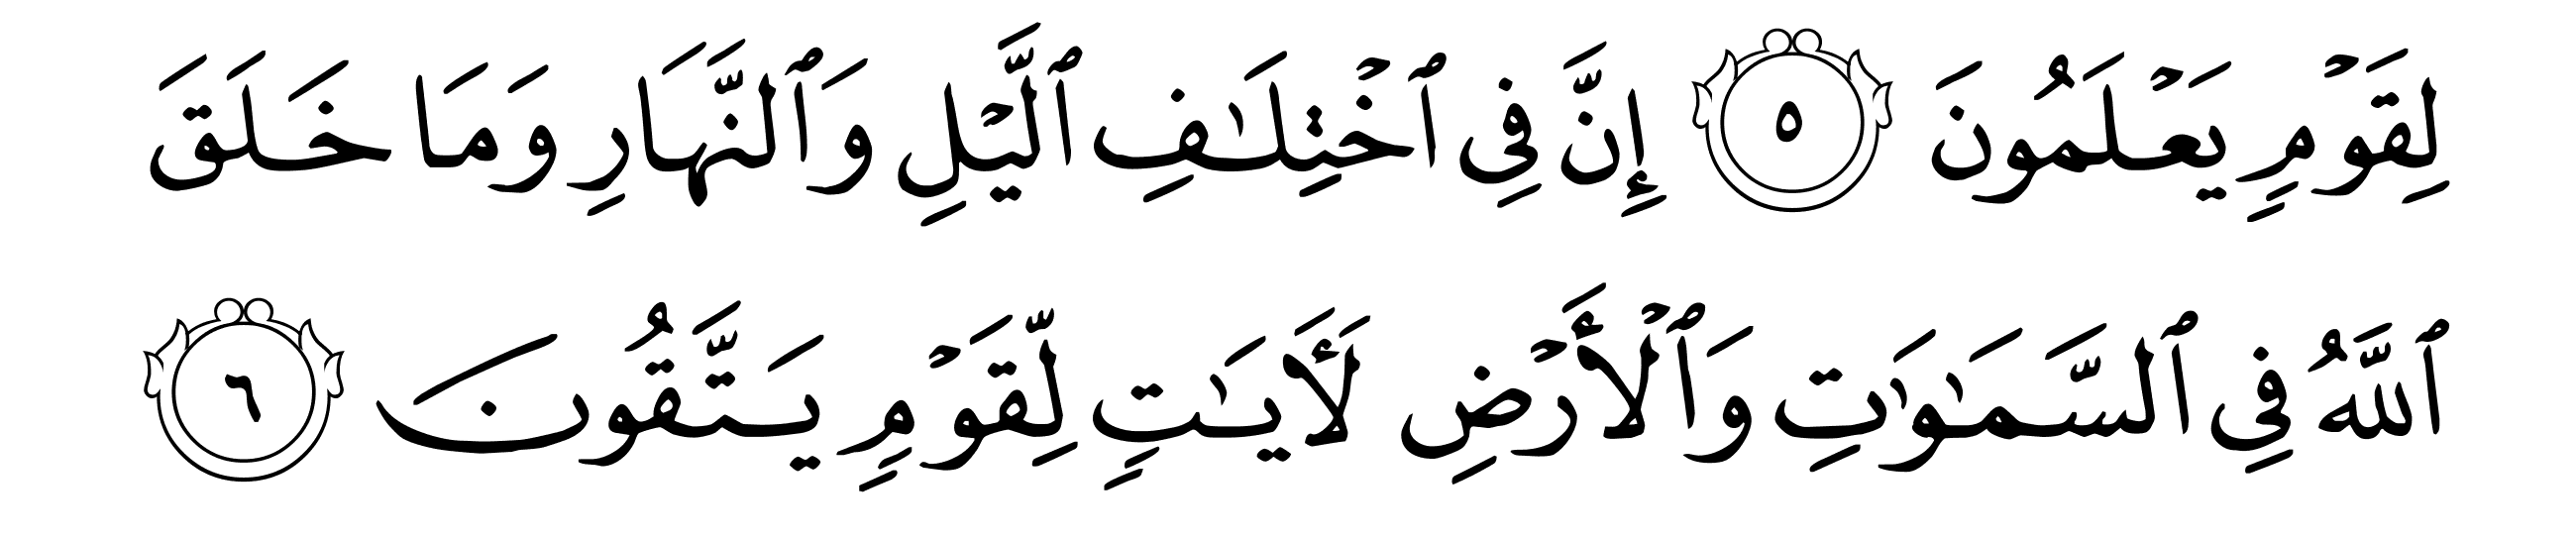 لِقَوۡمٖ يَعۡلَمُونَ ٥ إِنَّ فِي ٱخۡتِلَٰفِ ٱلَّيۡلِ وَٱلنَّهَارِ وَمَا خَلَقَ
ٱللَّهُ فِي ٱلسَّمَٰوَٰتِ وَٱلۡأَرۡضِ لَأٓيَٰتٖ لِّقَوۡمٖ يَتَّقُونَ ٦